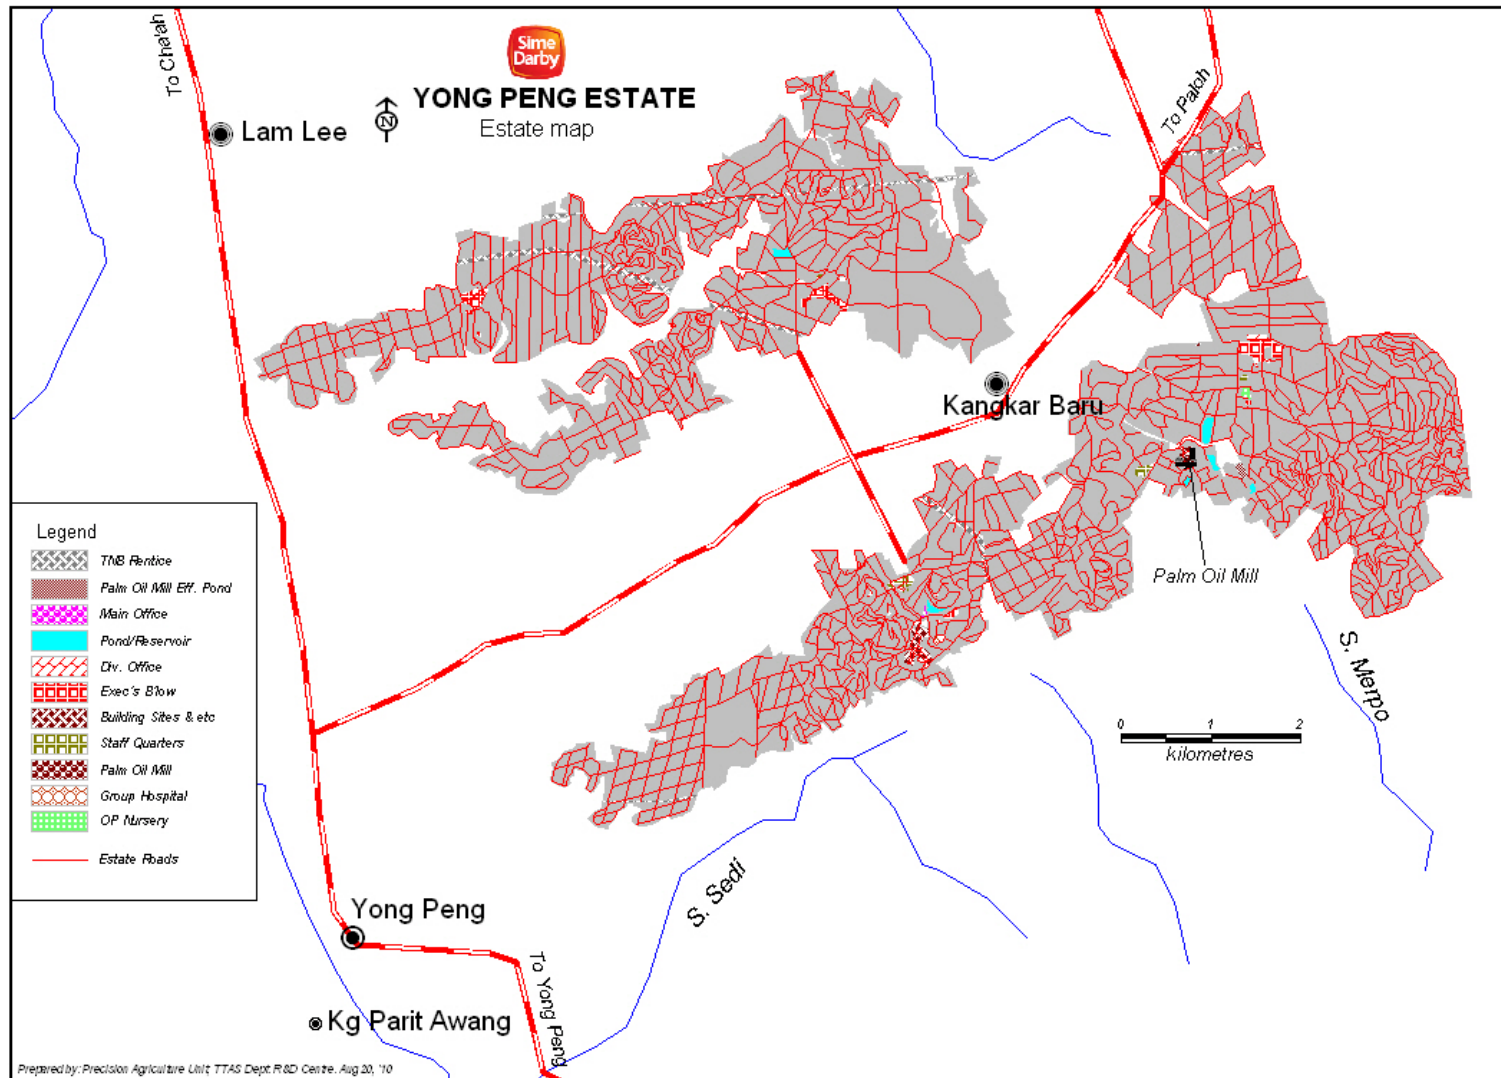 To Cha'ah
Sime
Darby
YONG PENG ESTATE
Estate map
N
Lam Lee
To Paloh
Kangkar Baru
Palm Oil Mill
S. Merpo
0 1 2
kilometres
Legend
TNB Rentice
Palm Oil Mill Eff. Pond
Main Office
Pond/Reservoir
Div. Office
Exec's B'low
Building Sites & etc
Staff Quarters
Palm Oil Mill
Group Hospital
OP Nursery
Estate Roads
S. Sedi
Yong Peng
To Yong Peng
Kg Parit Awang
Prepared by: Precision Agriculture Unit, TTAS Dept. R&D Centre. Aug 20, '10